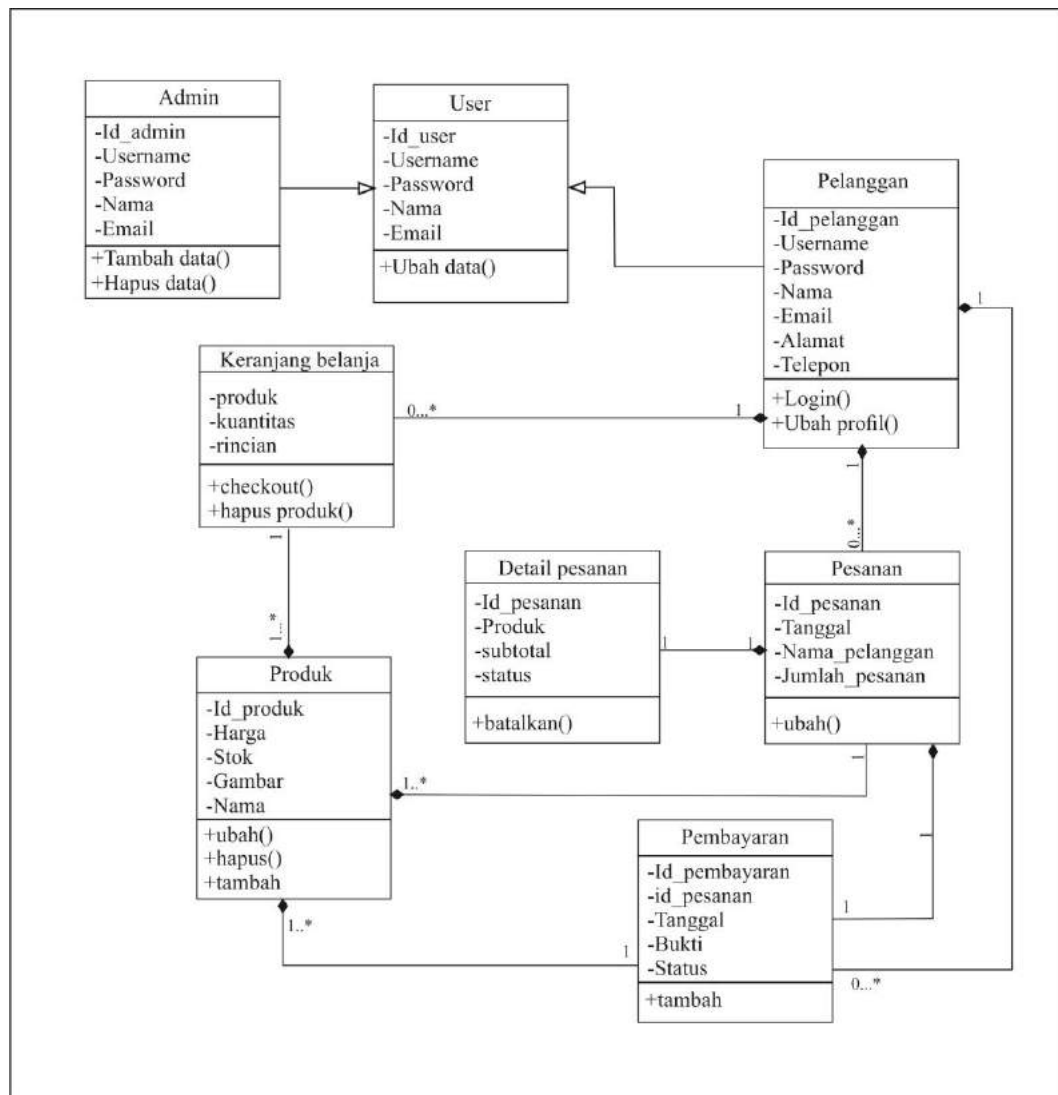 Admin
-Id_admin
-Username
-Password
-Nama
-Email
+Tambah data()
+Hapus data()
User
-Id_user
-Username
-Password
-Nama
-Email
+Ubah data()
Pelanggan
-Id_pelanggan
-Username
-Password
-Nama
-Email
-Alamat
-Telepon
+Login()
+Ubah profil()
1
Keranjang belanja
-produk
-kuantitas
-rincian
+checkout()
+hapus produk()
0...*
1
1
0...*
1
1...*
Detail pesanan
-Id_pesanan
-Produk
-subtotal
-status
+batalkan()
1
1
Pesanan
-Id_pesanan
-Tanggal
-Nama_pelanggan
-Jumlah_pesanan
+ubah()
Produk
-Id_produk
-Harga
-Stok
-Gambar
-Nama
+ubah()
+hapus()
+tambah
1..*
1
1
Pembayaran
-Id_pembayaran
-id_pesanan
-Tanggal
-Bukti
-Status
+tambah
1
0...*
1..*
1